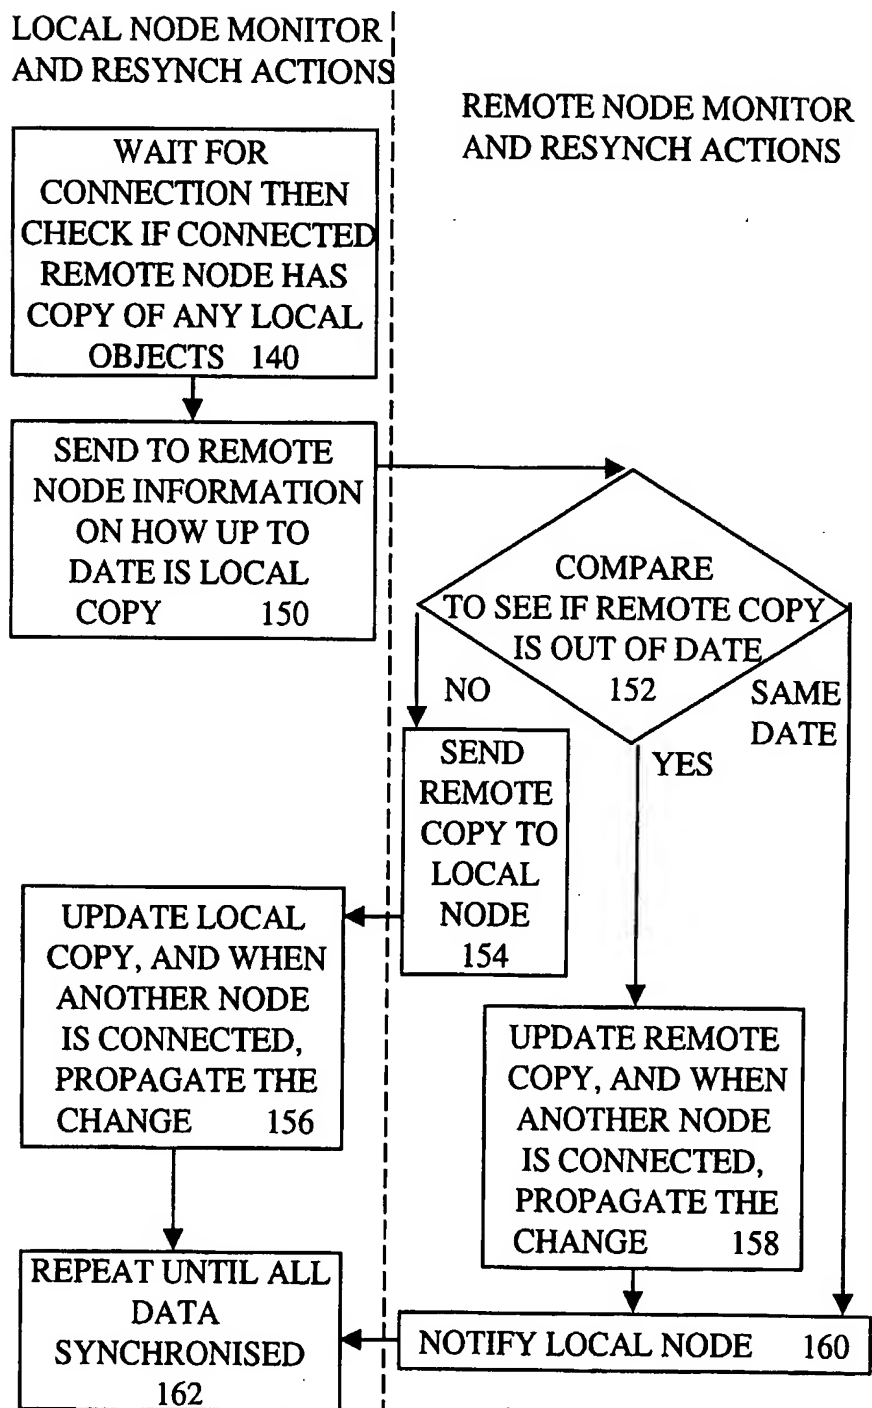 LOCAL NODE MONITOR
AND RESYNCH ACTIONS
REMOTE NODE MONITOR
AND RESYNCH ACTIONS
WAIT FOR
CONNECTION THEN
CHECK IF CONNECTED
REMOTE NODE HAS
COPY OF ANY LOCAL
OBJECTS 140
SEND TO REMOTE
NODE INFORMATION
ON HOW UP TO
DATE IS LOCAL
COPY 150
COMPARE
TO SEE IF REMOTE COPY
IS OUT OF DATE
152
NO
SAME
DATE
YES
SEND
REMOTE
COPY TO
LOCAL
NODE
154
UPDATE LOCAL
COPY, AND WHEN
ANOTHER NODE
IS CONNECTED,
PROPAGATE THE
CHANGE 156
UPDATE REMOTE
COPY, AND WHEN
ANOTHER NODE
IS CONNECTED,
PROPAGATE THE
CHANGE 158
REPEAT UNTIL ALL
DATA
SYNCHRONISED
162
NOTIFY LOCAL NODE 160